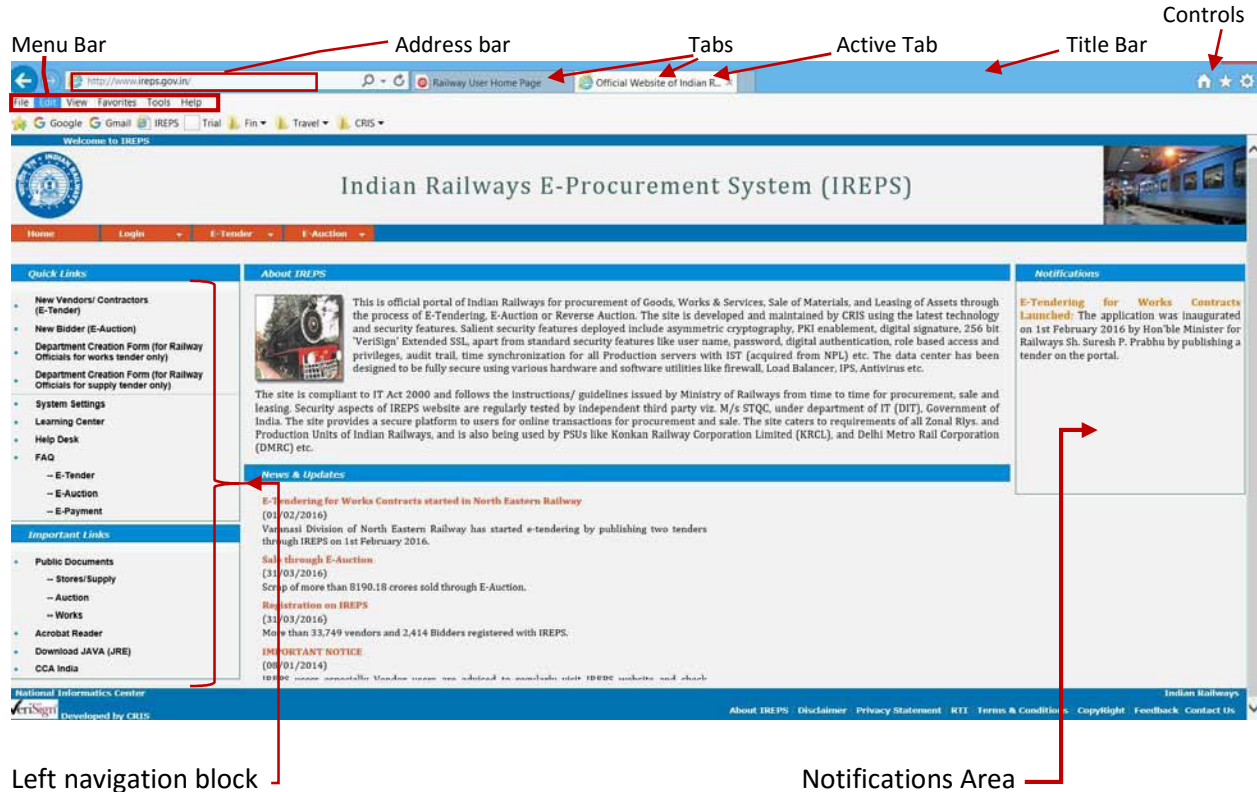 Controls
Menu Bar Address bar Tabs Active Tab Title Bar
http://www.ireps.gov.in/ Railway User Home Page Official Website of Indian R...
File Edit View Favorites Tools Help
Google Gmail IREPS Trial Fin Travel CRIS
Welcome to IREPS
Indian Railways E-Procurement System (IREPS)
Home Login E-Tender E-Auction
Quick Links
New Vendors/ Contractors
(E-Tender)
New Bidder (E-Auction)
Department Creation Form (for Railway
Officials for works tender only)
Department Creation Form (for Railway
Officials for supply tender only)
System Settings
Learning Center
Help Desk
FAQ
-- E-Tender
-- E-Auction
-- E-Payment
Important Links
Public Documents
-- Stores/Supply
-- Auction
-- Works
Acrobat Reader
Download JAVA (JRE)
CCA India
About IREPS
This is official portal of Indian Railways for procurement of Goods, Works & Services, Sale of Materials, and Leasing of Assets through
the process of E-Tendering, E-Auction or Reverse Auction. The site is developed and maintained by CRIS using the latest technology
and security features. Salient security features deployed include asymmetric cryptography, PKI enablement, digital signature, 256 bit
'VeriSign' Extended SSL, apart from standard security features like user name, password, digital authentication, role based access and
privileges, audit trail, time synchronization for all Production servers with IST (acquired from NPL) etc. The data center has been
designed to be fully secure using various hardware and software utilities like firewall, Load Balancer, IPS, Antivirus etc.
The site is compliant to IT Act 2000 and follows the instructions/ guidelines issued by Ministry of Railways from time to time for procurement, sale and
leasing. Security aspects of IREPS website are regularly tested by independent third party viz. M/s STQC, under department of IT (DIT), Government of
India. The site provides a secure platform to users for online transactions for procurement and sale. The site caters to requirements of all Zonal Rlys. and
Production Units of Indian Railways, and is also being used by PSUs like Konkan Railway Corporation Limited (KRCL), and Delhi Metro Rail Corporation
(DMRC) etc.
News & Updates
E-Tendering for Works Contracts started in North Eastern Railway
(01/02/2016)
Varanasi Division of North Eastern Railway has started e-tendering by publishing two tenders
through IREPS on 1st February 2016.
Sale through E-Auction
(31/03/2016)
Scrap of more than 8190.18 crores sold through E-Auction.
Registration on IREPS
(31/03/2016)
More than 33,749 vendors and 2,414 Bidders registered with IREPS.
IMPORTANT NOTICE
(08/01/2014)
IREPS users especially Vendor users are advised to regularly visit IREPS website and check
Notifications
E-Tendering for Works Contracts
Launched: The application was inaugurated
on 1st February 2016 by Hon'ble Minister for
Railways Sh. Suresh P. Prabhu by publishing a
tender on the portal.
National Informatics Center Indian Railways
VeriSign Developed by CRIS About IREPS Disclaimer Privacy Statement RTI Terms & Conditions CopyRight Feedback Contact Us
Left navigation block Notifications Area